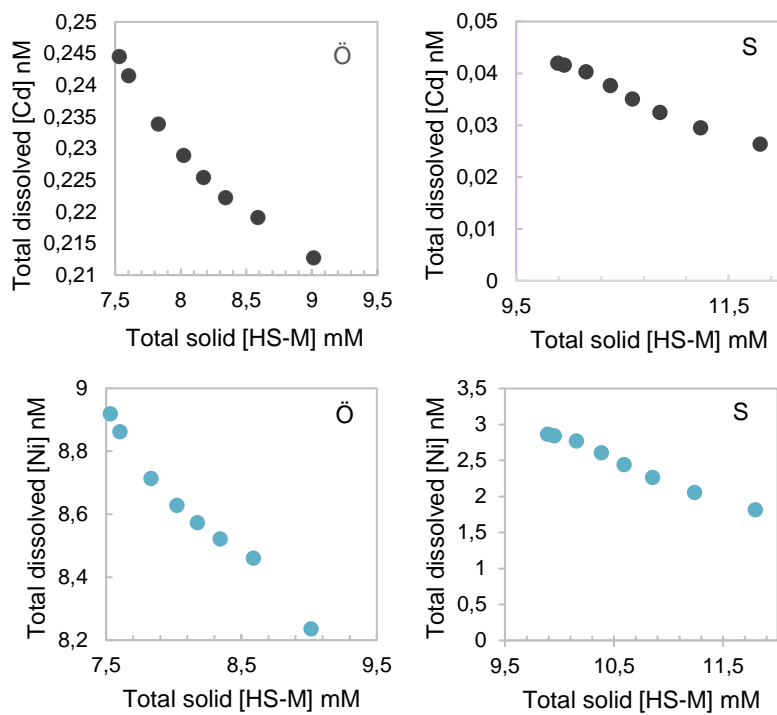 Ö
Total dissolved [Cd] nM
0,25
0,245
0,24
0,235
0,23
0,225
0,22
0,215
0,21
7,5 8 8,5 9 9,5
Total solid [HS-M] mM
S
Total dissolved [Cd] nM
0,05
0,04
0,03
0,02
0,01
0
9,5 11,5
Total solid [HS-M] mM
Ö
Total dissolved [Ni] nM
9
8,8
8,6
8,4
8,2
7,5 8,5 9,5
Total solid [HS-M] mM
S
Total dissolved [Ni] nM
3,5
3
2,5
2
1,5
1
0,5
0
9,5 10,5 11,5
Total solid [HS-M] mM